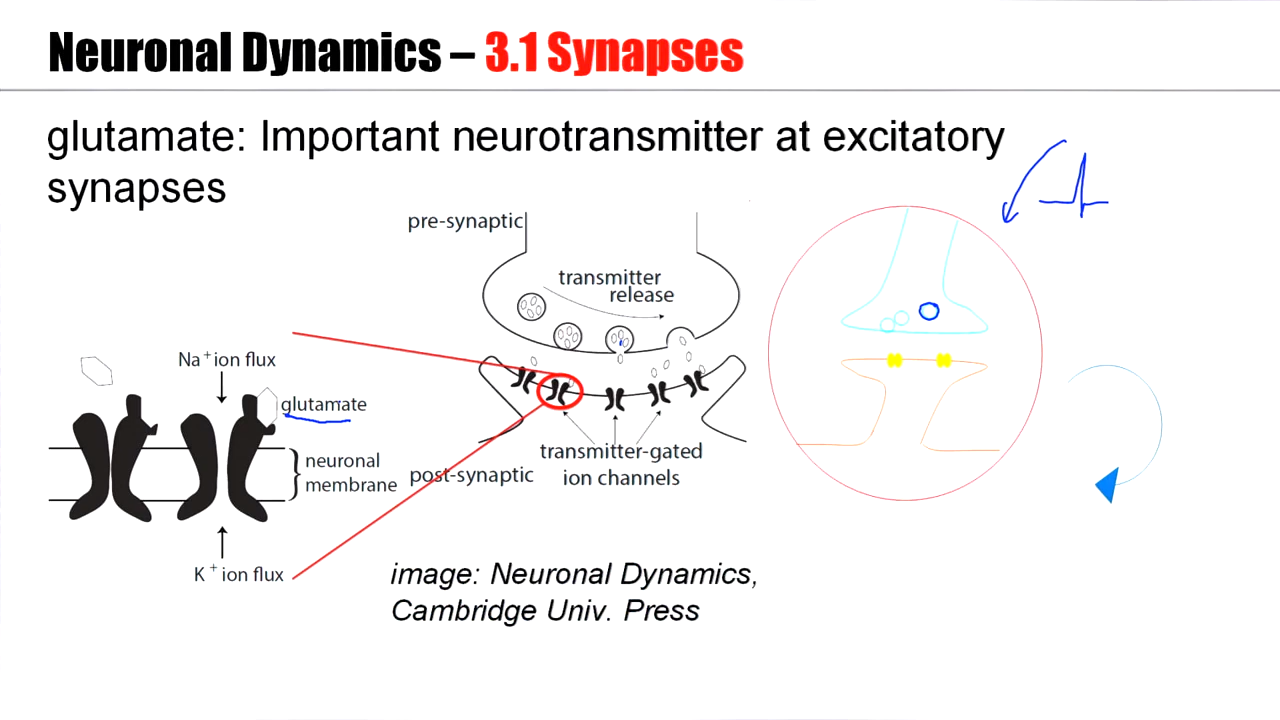 Neuronal Dynamics – 3.1 Synapses
glutamate: Important neurotransmitter at excitatory
synapses
pre-synaptic
transmitter
release
Na+ ion flux
glutamate
neuronal
membrane
post-synaptic
transmitter-gated
ion channels
K+ ion flux
image: Neuronal Dynamics,
Cambridge Univ. Press